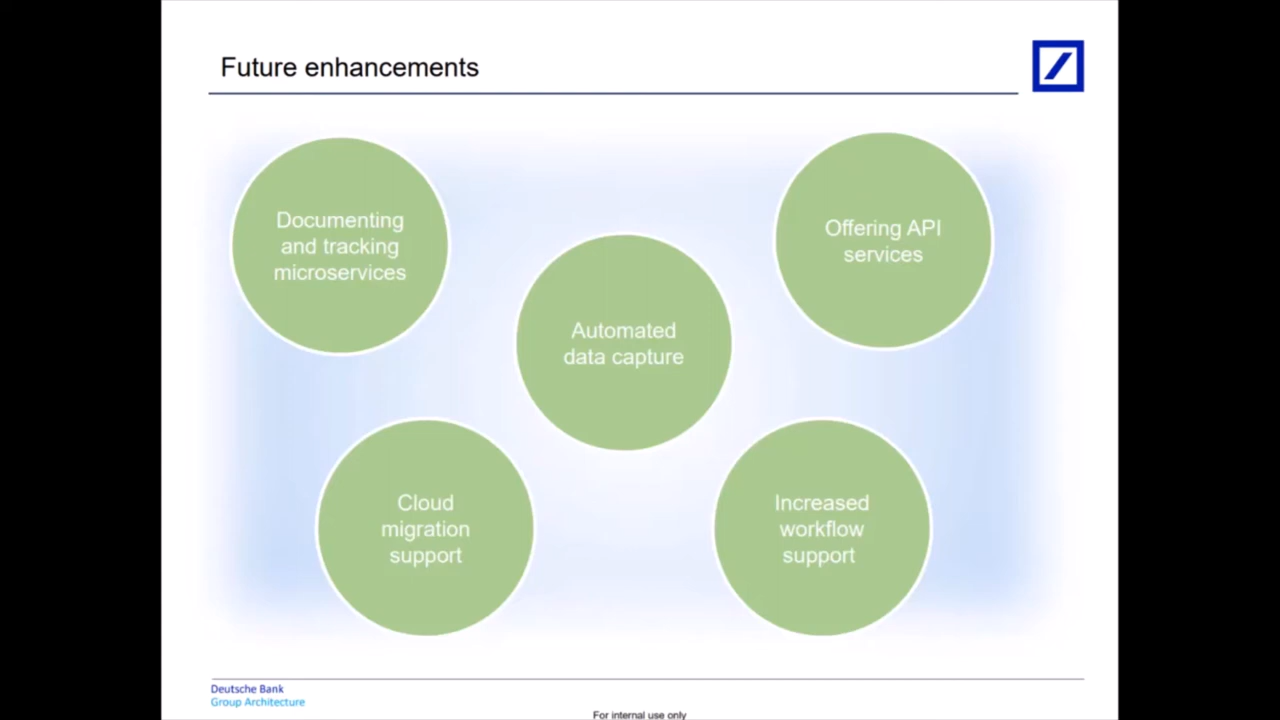 Future enhancements
Documenting
and tracking
microservices
Offering API
services
Automated
data capture
Cloud
migration
support
Increased
workflow
support
Deutsche Bank
Group Architecture
For internal use only